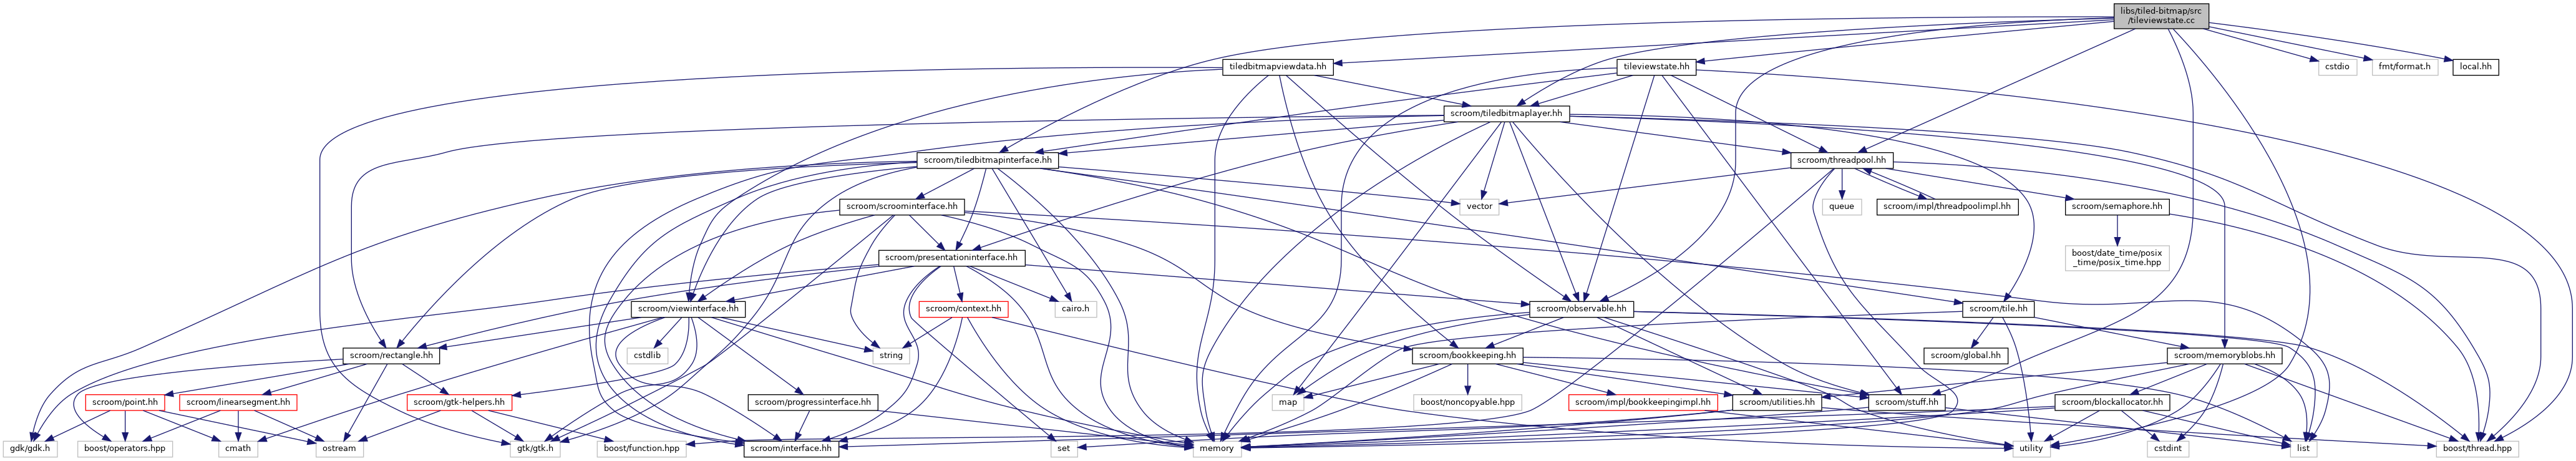 libs/tiled-bitmap/src
/tileviewstate.cc
tiledbitmapviewdata.hh
tileviewstate.hh
cstdio
fmt/format.h
local.hh
scroom/tiledbitmaplayer.hh
scroom/tiledbitmapinterface.hh
scroom/threadpool.hh
scroom/scroominterface.hh
vector
queue
scroom/impl/threadpoolimpl.hh
scroom/semaphore.hh
scroom/presentationinterface.hh
boost/date_time/posix
_time/posix_time.hpp
scroom/viewinterface.hh
scroom/context.hh
cairo.h
scroom/observable.hh
scroom/tile.hh
scroom/rectangle.hh
cstdlib
string
scroom/bookkeeping.hh
scroom/global.hh
scroom/memoryblobs.hh
scroom/point.hh
scroom/linearsegment.hh
scroom/gtk-helpers.hh
scroom/progressinterface.hh
map
boost/noncopyable.hpp
scroom/impl/bookkeepingimpl.hh
scroom/utilities.hh
scroom/stuff.hh
scroom/blockallocator.hh
gdk/gdk.h
boost/operators.hpp
cmath
ostream
gtk/gtk.h
boost/function.hpp
scroom/interface.hh
set
memory
utility
cstdint
list
boost/thread.hpp